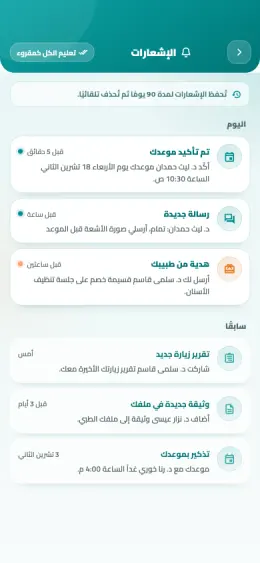 الإشعارات
تعليم الكل كمقروء
تُحفظ الإشعارات لمدة 90 يومًا ثم تُحذف تلقائيًا.
اليوم
تم تأكيد موعدك
قبل 5 دقائق
أكّد د. ليث حمدان موعدك يوم الأربعاء 18 تشرين الثاني
الساعة 10:30 ص.
رسالة جديدة
قبل ساعة
د. ليث حمدان: تمام، أرسلي صورة الأشعة قبل الموعد
هدية من طبيبك
قبل ساعتين
أرسل لك د. سلمى قاسم قسيمة خصم على جلسة تنظيف
الأسنان.
سابقًا
تقرير زيارة جديد
أمس
شاركت د. سلمى قاسم تقرير زيارتك الأخيرة معك.
وثيقة جديدة في ملفك
قبل 3 أيام
أضاف د. نزار عيسى وثيقة إلى ملفك الطبي.
تذكير بموعدك
3 تشرين الثاني
موعدك مع د. رنا خوري غداً الساعة 4:00 م.